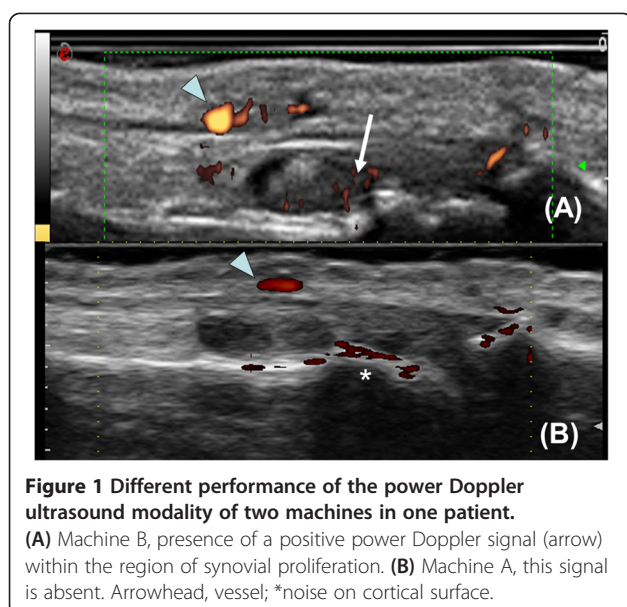 (A)
*
(B)
Figure 1 Different performance of the power Doppler
ultrasound modality of two machines in one patient.
(A) Machine B, presence of a positive power Doppler signal (arrow)
within the region of synovial proliferation. (B) Machine A, this signal
is absent. Arrowhead, vessel; *noise on cortical surface.